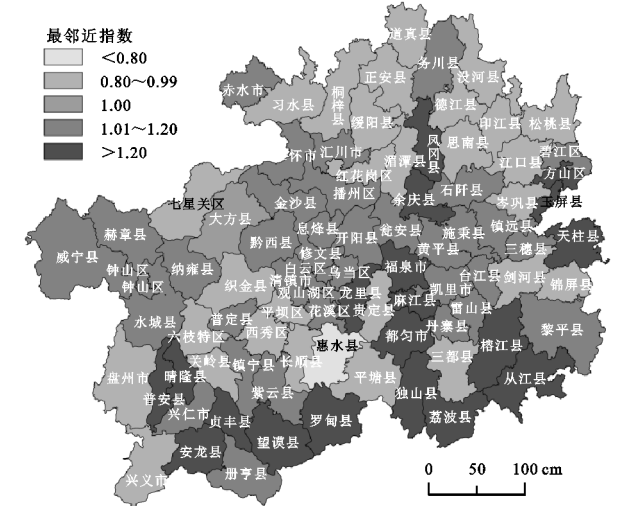 最邻近指数
<0.80
0.80~0.99
1.00
1.01~1.20
>1.20
道真县
务川县
正安县
没河县
赤水市
习水县
桐梓县
绥阳县
德江县
印江县
松桃县
凤冈县
思南县
碧江区
怀市
汇川市
湄潭县
江口县
方山区
红花岗区
播州区
石阡县
余庆县
岑巩县
玉屏县
七星关区
金沙县
大方县
息烽县
瓮安县
施秉县
镇远县
天柱县
赫章县
黔西县
开阳县
黄平县
三穗县
威宁县
修文县
钟山区
纳雍县
白云区
乌当区
福泉市
台江县
剑河县
锦屏县
钟山区
织金县
清镇市
观山湖区
龙里县
麻江县
凯里市
水城县
普定县
平坝区
花溪区
贵定县
雷山县
六枝特区
西秀区
惠水县
都匀市
丹寨县
榕江县
黎平县
盘州市
晴隆县
关岭县
镇宁县
长顺县
平塘县
三都县
从江县
普安县
紫云县
独山县
兴仁市
贞丰县
罗甸县
荔波县
安龙县
望谟县
兴义市
册亨县
0 50 100 cm